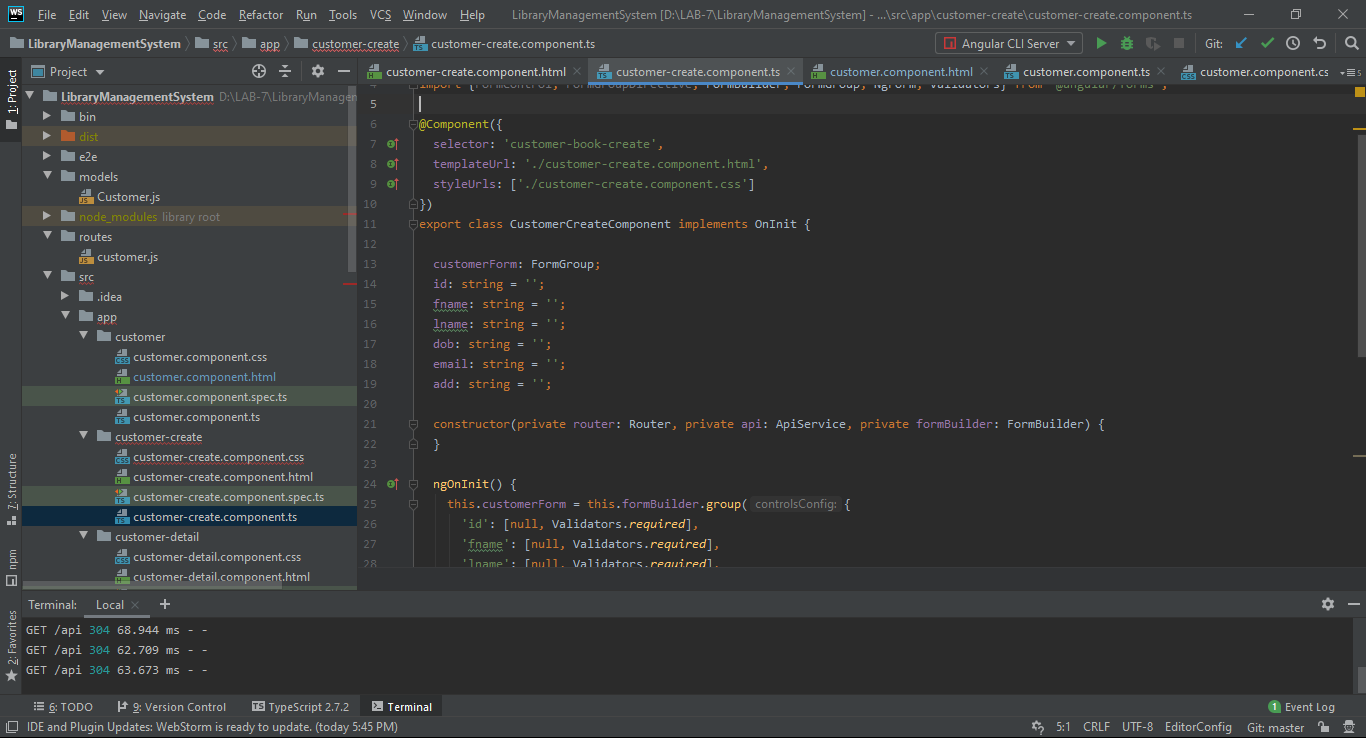 WS File Edit View Navigate Code Refactor Run Tools VCS Window Help LibraryManagementSystem [D:\LAB-7\LibraryManagementSystem] - ...\src\app\customer-create\customer-create.component.ts
LibraryManagementSystem src app customer-create customer-create.component.ts Angular CLI Server Git:
1: Project
Project
customer-create.component.html customer-create.component.ts customer.component.html customer.component.ts customer.component.cs
LibraryManagementSystem D:\LAB-7\LibraryManagen
bin
dist
e2e
models
Customer.js
node_modules library root
routes
customer.js
src
.idea
app
customer
customer.component.css
customer.component.html
customer.component.spec.ts
customer.component.ts
customer-create
customer-create.component.css
customer-create.component.html
customer-create.component.spec.ts
customer-create.component.ts
customer-detail
customer-detail.component.css
customer-detail.component.html
4 import {FormControl, FormGroupDirective, FormBuilder, FormGroup, NgForm, Validators} from '@angular/forms';
5
6 @Component({
7 selector: 'customer-book-create',
8 templateUrl: './customer-create.component.html',
9 styleUrls: ['./customer-create.component.css']
10 })
11 export class CustomerCreateComponent implements OnInit {
12
13 customerForm: FormGroup;
14 id: string = '';
15 fname: string = '';
16 lname: string = '';
17 dob: string = '';
18 email: string = '';
19 add: string = '';
20
21 constructor(private router: Router, private api: ApiService, private formBuilder: FormBuilder) {
22 }
23
24 ngOnInit() {
25 this.customerForm = this.formBuilder.group( controlsConfig: {
26 'id': [null, Validators.required],
27 'fname': [null, Validators.required],
28 'lname': [null, Validators.required],
7: Structure
npm
2: Favorites
Terminal: Local
GET /api 304 68.944 ms - -
GET /api 304 62.709 ms - -
GET /api 304 63.673 ms - -
6: TODO 9: Version Control TypeScript 2.7.2 Terminal 1 Event Log
IDE and Plugin Updates: WebStorm is ready to update. (today 5:45 PM) 5:1 CRLF UTF-8 EditorConfig Git: master